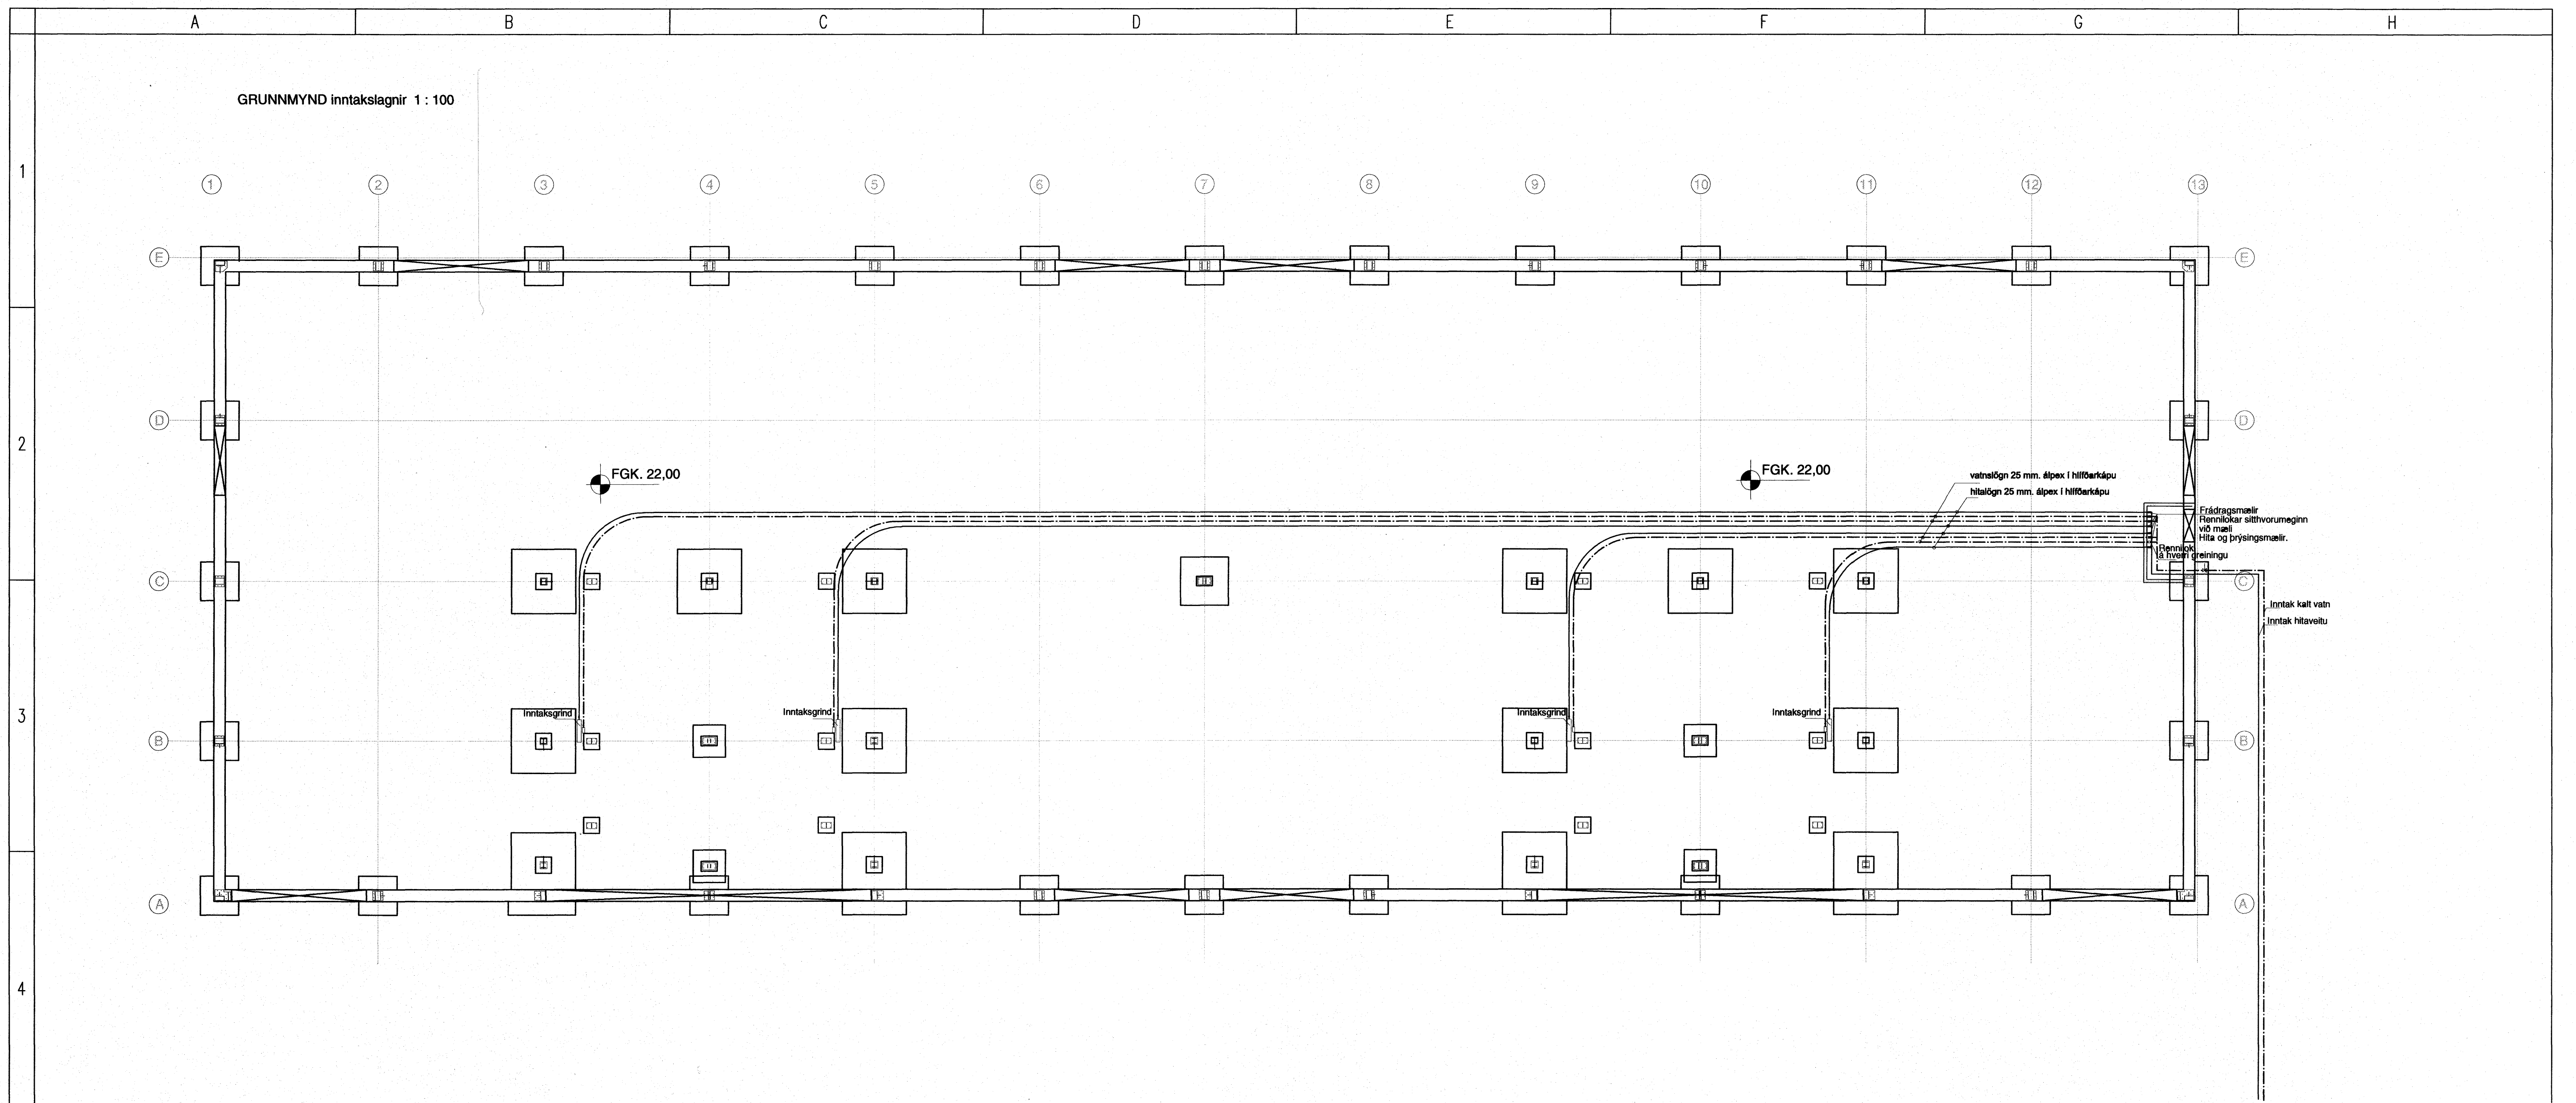 A B C D E F G H
GRUNNMYND inntakslagnir 1 : 100
1
1 2 3 4 5 6 7 8 9 10 11 12 13
E E
D D
2
FGK. 22,00 FGK. 22,00
vatnslögn 25 mm. álpex í hlífðarkápu
hitalögn 25 mm. álpex í hlífðarkápu
Frádragsmælir
Rennilokar sitthvorumeginn
við mæli
Hita og þrýsingsmælir.
Rennilok
á hverri greiningu
C C
Inntak kalt vatn
Inntak hitaveitu
3
Inntaksgrind Inntaksgrind Inntaksgrind Inntaksgrind
B B
A A
4